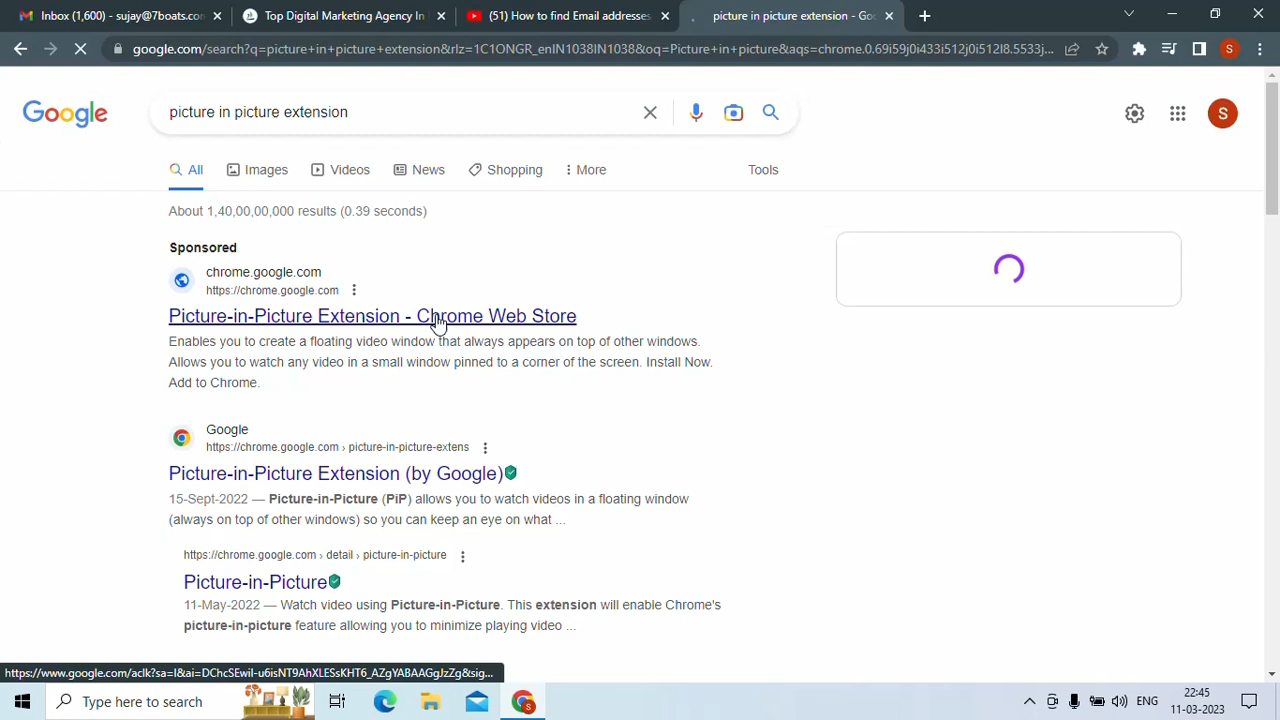 Inbox (1,600) - sujay@7boats.con
Top Digital Marketing Agency In
(51) How to find Email addresses
picture in picture extension - Goo
google.com/search?q=picture+in+picture+extension&rlz=1C1ONGR_enIN1038IN1038&oq=Picture+in+picture&aqs=chrome.0.69i59j0i433i512j0i512l8.5533j...
S
Google
picture in picture extension
S
All
Images
Videos
News
Shopping
More
Tools
About 1,40,00,00,000 results (0.39 seconds)
Sponsored
chrome.google.com
https://chrome.google.com
Picture-in-Picture Extension - Chrome Web Store
Enables you to create a floating video window that always appears on top of other windows.
Allows you to watch any video in a small window pinned to a corner of the screen. Install Now.
Add to Chrome.
Google
https://chrome.google.com › picture-in-picture-extens
Picture-in-Picture Extension (by Google)
15-Sept-2022 — Picture-in-Picture (PiP) allows you to watch videos in a floating window
(always on top of other windows) so you can keep an eye on what ...
https://chrome.google.com › detail › picture-in-picture
Picture-in-Picture
11-May-2022 — Watch video using Picture-in-Picture. This extension will enable Chrome's
picture-in-picture feature allowing you to minimize playing video ...
https://www.google.com/aclk?sa=l&ai=DChcSEwil-u6isNT9AhXLESsKHT6_AZgYABAAGgJzZg&sig...
Type here to search
S
ENG
22:45
11-03-2023